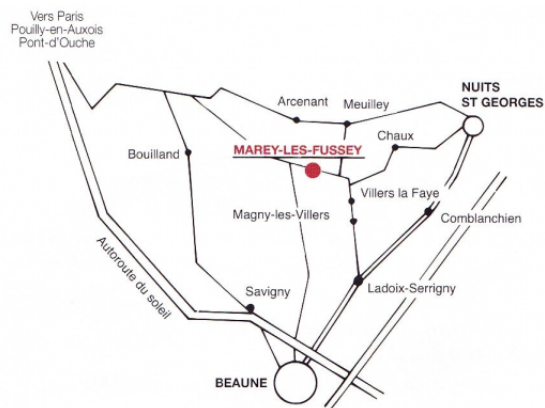 Vers Paris
Pouilly-en-Auxois
Pont-d'Ouche
NUITS
ST GEORGES
Arcenant
Meuilley
Chaux
Bouilland
MAREY-LES-FUSSEY
Villers la Faye
Magny-les-Villers
Comblanchien
Autoroute du soleil
Savigny
Ladoix-Serrigny
BEAUNE